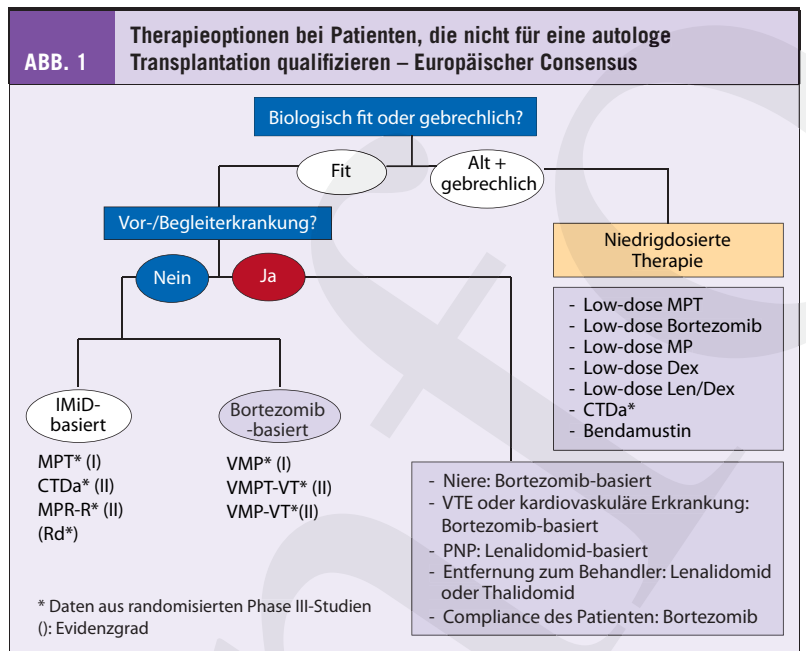 ABB. 1
Therapieoptionen bei Patienten, die nicht für eine autologe
Transplantation qualifizieren – Europäischer Consensus
Biologisch fit oder gebrechlich?
Fit
Alt +
gebrechlich
Vor-/Begleiterkrankung?
Nein
Ja
Niedrigdosierte
Therapie
- Low-dose MPT
- Low-dose Bortezomib
- Low-dose MP
- Low-dose Dex
- Low-dose Len/Dex
- CTDa*
- Bendamustin
IMiD-
basiert
MPT* (I)
CTDa* (II)
MPR-R* (II)
(Rd*)
Bortezomib
-basiert
VMP* (I)
VMPT-VT* (II)
VMP-VT*(II)
- Niere: Bortezomib-basiert
- VTE oder kardiovaskuläre Erkrankung:
Bortezomib-basiert
- PNP: Lenalidomid-basiert
- Entfernung zum Behandler: Lenalidomid
oder Thalidomid
- Compliance des Patienten: Bortezomib
* Daten aus randomisierten Phase III-Studien
(): Evidenzgrad